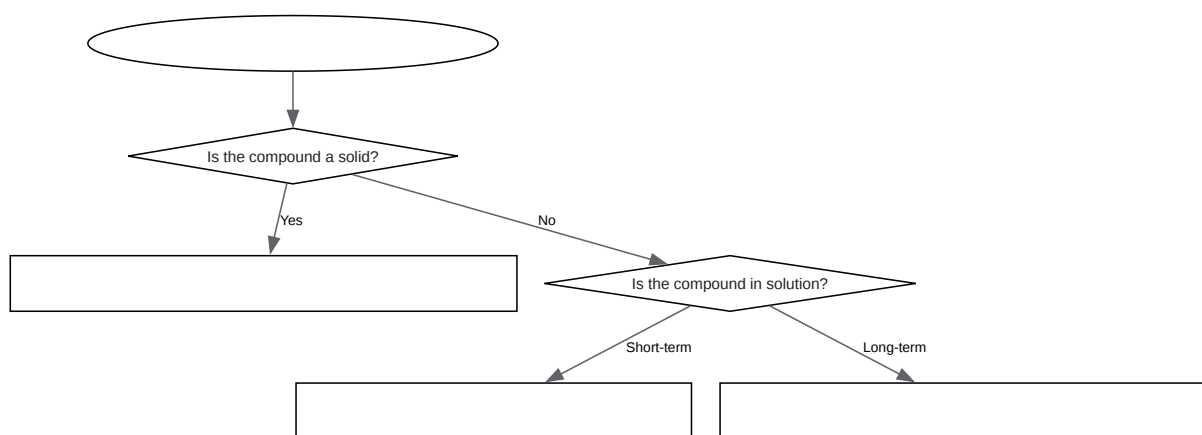 Is the compound a solid?
Yes
No
Is the compound in solution?
Short-term
Long-term